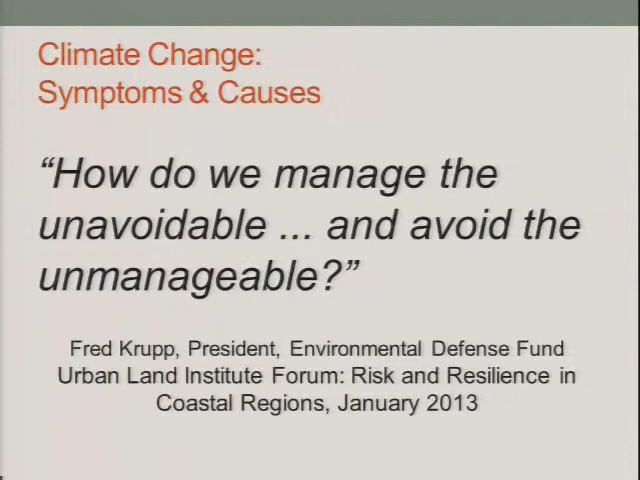 Climate Change:
Symptoms & Causes
“How do we manage the
unavoidable ... and avoid the
unmanageable?”
Fred Krupp, President, Environmental Defense Fund
Urban Land Institute Forum: Risk and Resilience in
Coastal Regions, January 2013